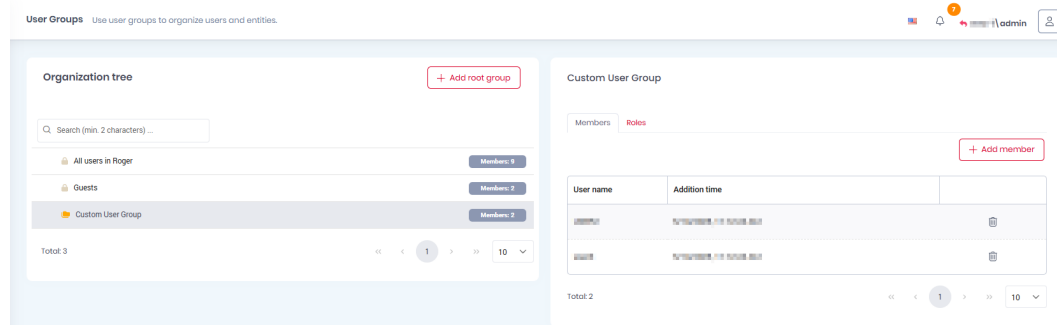 User Groups Use user groups to organize users and entities.
7
\admin
Organization tree
+ Add root group
Search (min. 2 characters) ...
All users in Roger Members: 9
Guests Members: 2
Custom User Group Members: 2
Total: 3 << < 1 > >> 10
Custom User Group
Members Roles
+ Add member
User name Addition time
Total: 2 << < 1 > >> 10